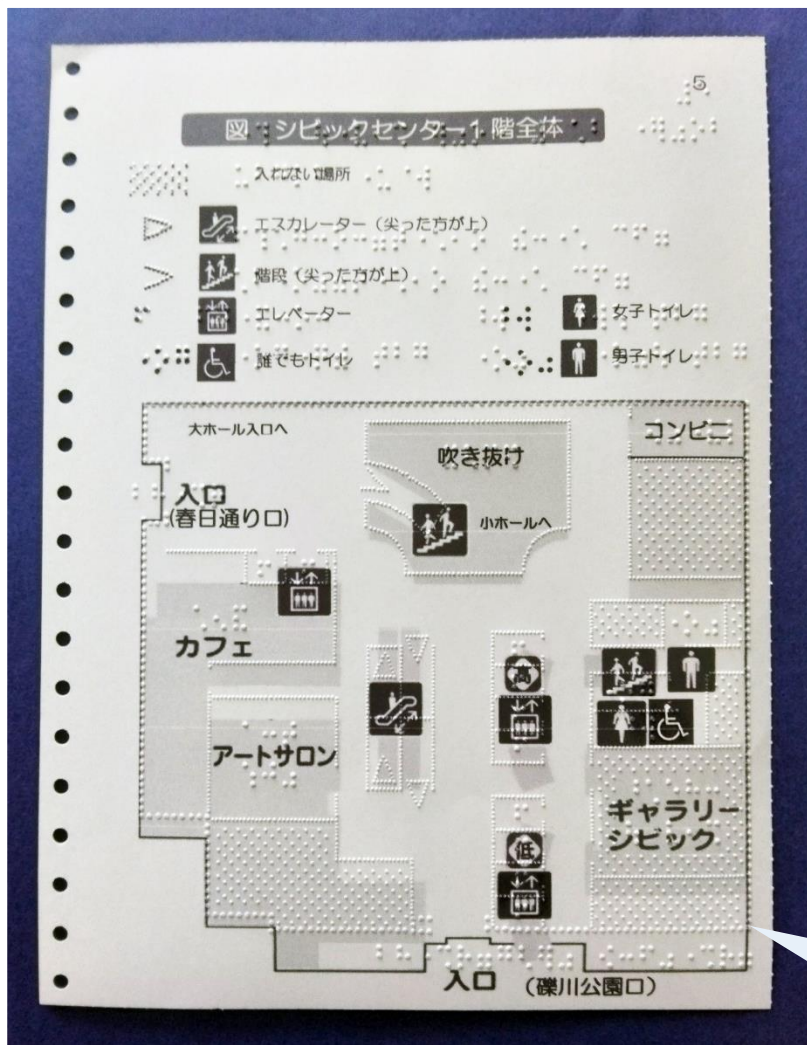 5
図 シビックセンター1階全体
入れない場所
エスカレーター（尖った方が上）
階段（尖った方が上）
エレベーター
女子トイレ
誰でもトイレ
男子トイレ
大ホール入口へ
吹き抜け
コンビニ
入口
(春日通り口)
小ホールへ
カフェ
高
アートサロン
ギャラリー
シビック
低
入口
（礫川公園口）